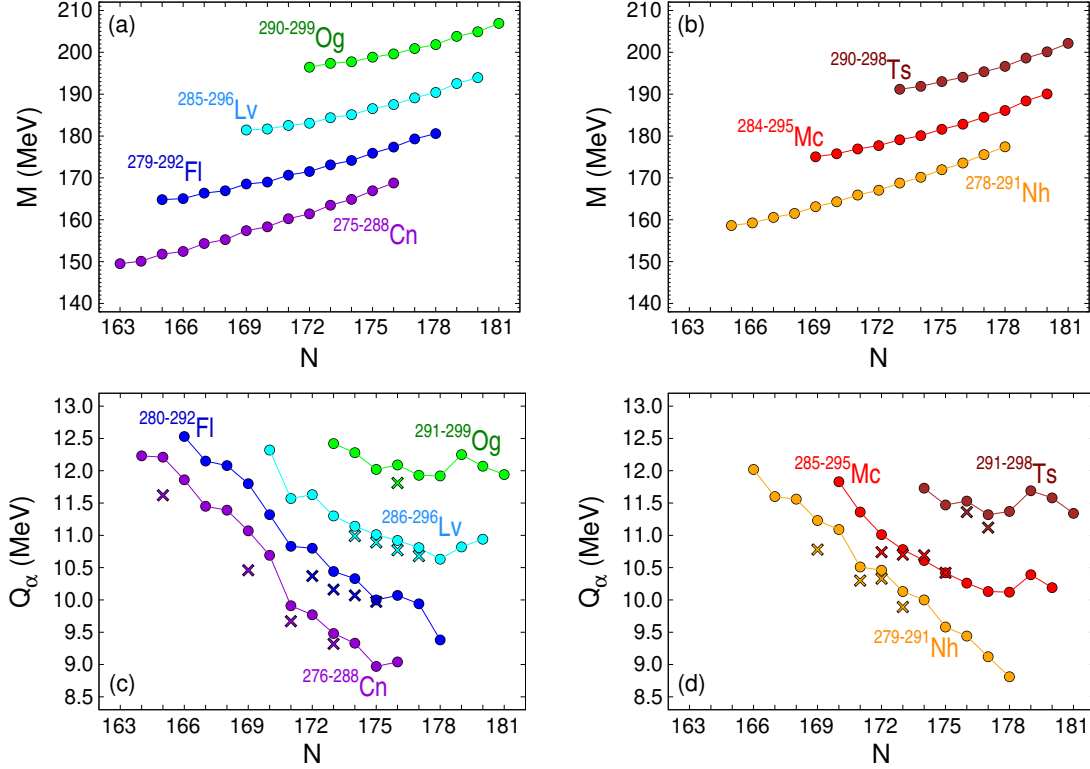 (a)
M (MeV)
210
200
190
180
170
160
150
140
290-299Og
285-296Lv
279-292Fl
275-288Cn
163 166 169 172 175 178 181
N
(b)
M (MeV)
210
200
190
180
170
160
150
140
290-298Ts
284-295Mc
278-291Nh
163 166 169 172 175 178 181
N
(c)
Qα (MeV)
13.0
12.5
12.0
11.5
11.0
10.5
10.0
9.5
9.0
8.5
280-292Fl
291-299Og
286-296Lv
276-288Cn
163 166 169 172 175 178 181
N
(d)
Qα (MeV)
13.0
12.5
12.0
11.5
11.0
10.5
10.0
9.5
9.0
8.5
285-295Mc
291-298Ts
279-291Nh
163 166 169 172 175 178 181
N